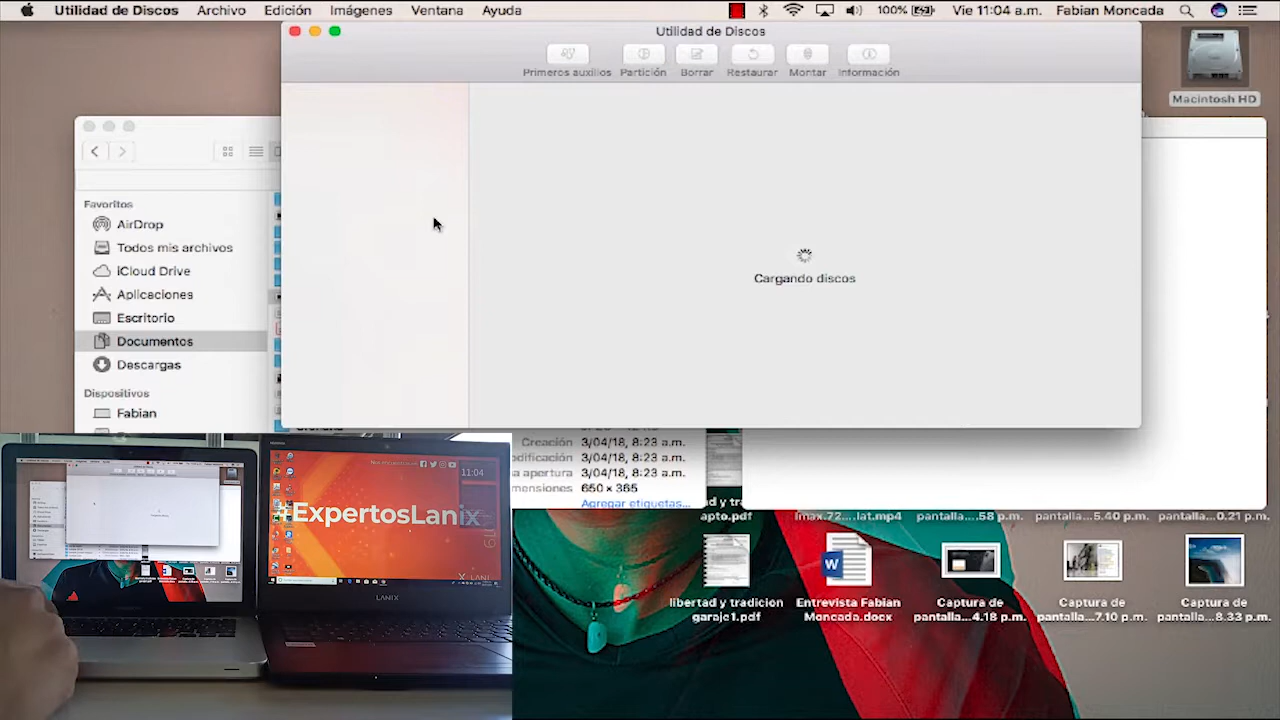 Utilidad de Discos Archivo Edición Imágenes Ventana Ayuda 100% Vie 11:04 a.m. Fabian Moncada
Utilidad de Discos
Primeros auxilios Partición Borrar Restaurar Montar Información
Macintosh HD
Favoritos
AirDrop
Todos mis archivos
iCloud Drive
Aplicaciones
Escritorio
Documentos
Descargas
Dispositivos
Fabian
Cargando discos
Creación 3/04/18, 8:23 a.m.
odificación 3/04/18, 8:23 a.m.
a apertura 3/04/18, 8:23 a.m.
mensiones 650 × 365
Agregar etiquetas...
d y trad
apto.pdf
imax.72....lat.mp4
pantalla....58 p.m.
pantalla...5.40 p.m.
pantalla...0.21 p.m.
libertad y tradicion
garaje1.pdf
Entrevista Fabian
Moncada.docx
Captura de
pantalla...4.18 p.m.
Captura de
pantalla...7.10 p.m.
Captura de
pantalla...8.33 p.m.
11:04
#ExpertosLanix
LANIX